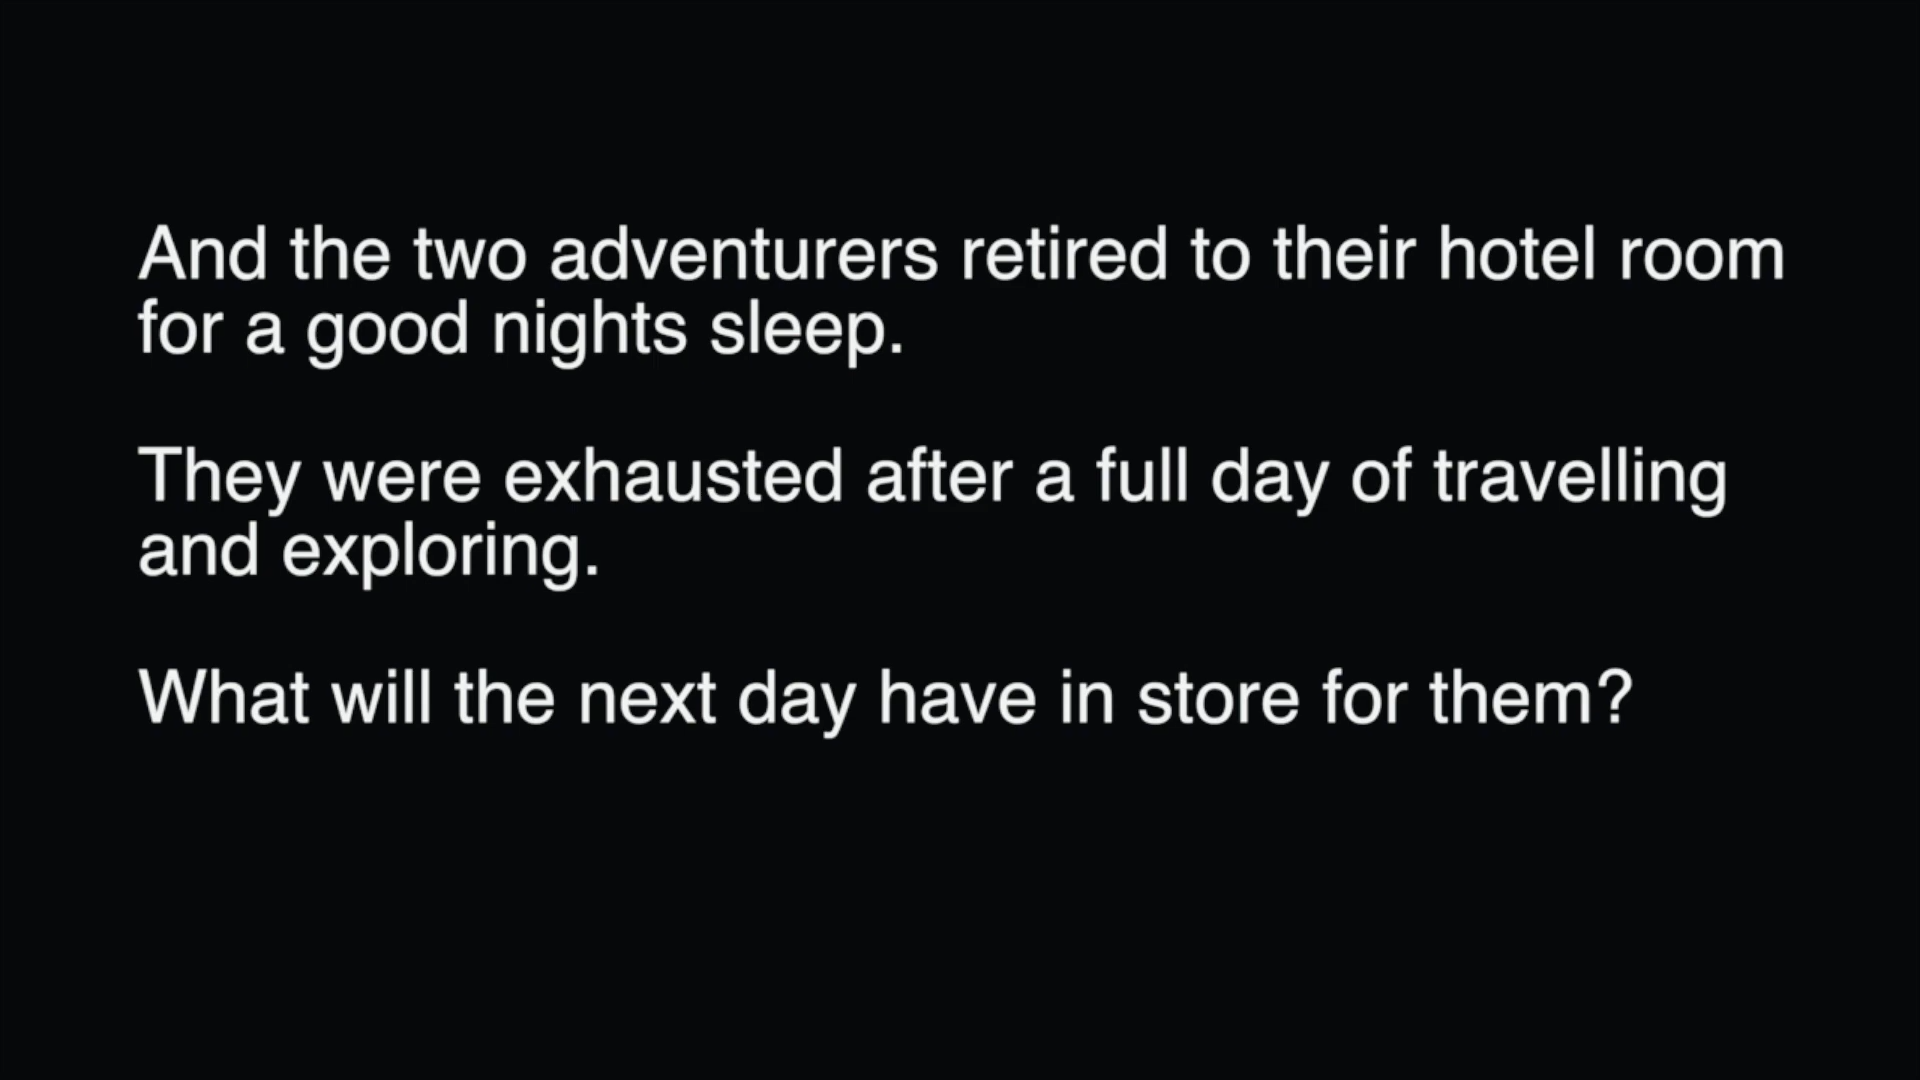 And the two adventurers retired to their hotel room
for a good nights sleep.
They were exhausted after a full day of travelling
and exploring.
What will the next day have in store for them?